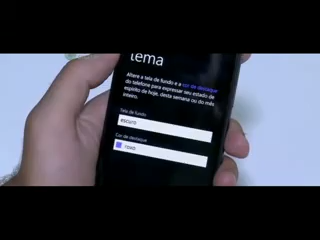 tema
Altere a tela de fundo e a cor de destaque
do telefone para expressar seu estado de
espírito de hoje, desta semana ou do mês
inteiro.
Tela de fundo
escuro
Cor de destaque
roxo